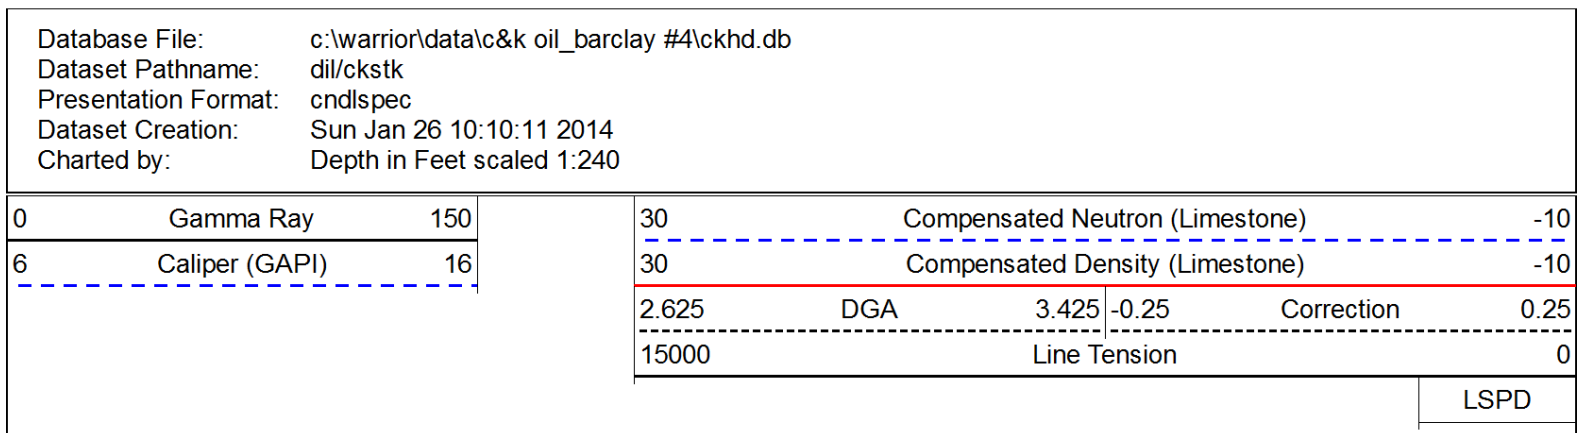 Database File: c:\warrior\data\c&k oil_barclay #4\ckhd.db
Dataset Pathname: dil/ckstk
Presentation Format: cndlspec
Dataset Creation: Sun Jan 26 10:10:11 2014
Charted by: Depth in Feet scaled 1:240
0 Gamma Ray 150 30 Compensated Neutron (Limestone) -10
6 Caliper (GAPI) 16 30 Compensated Density (Limestone) -10
2.625 DGA 3.425 -0.25 Correction 0.25
15000 Line Tension 0
LSPD